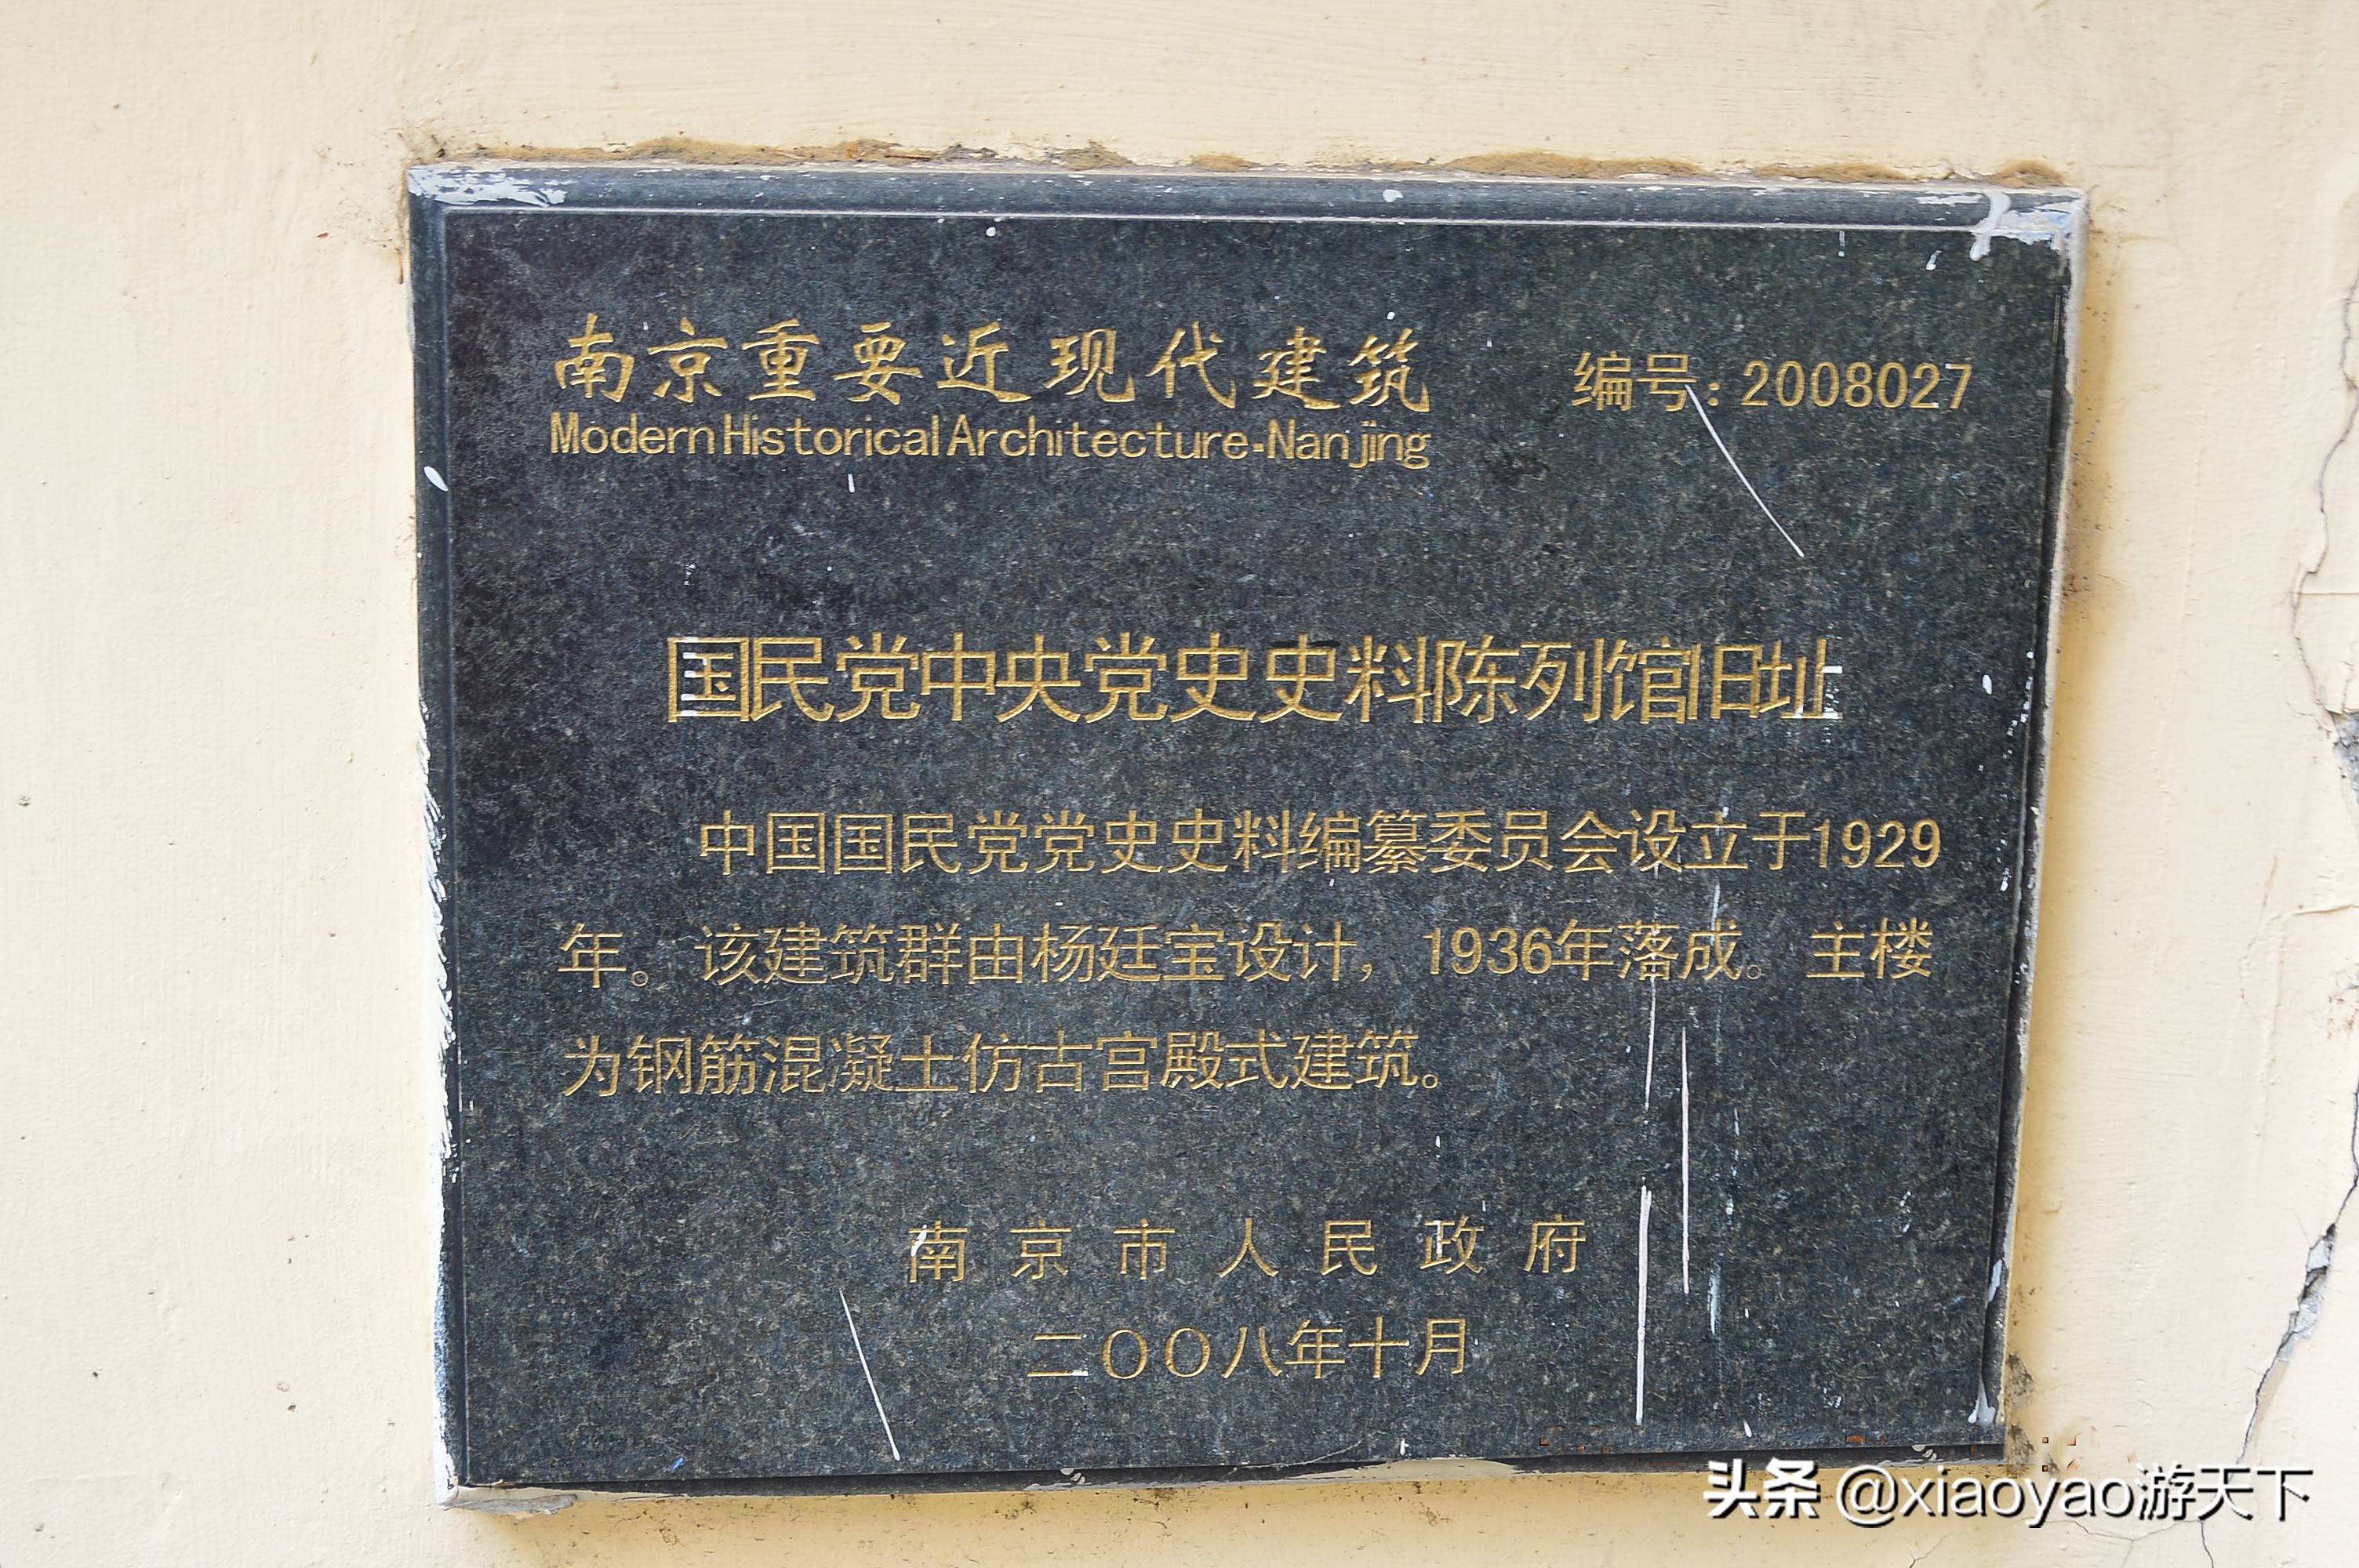 南京重要近现代建筑
编号：2008027
Modern Historical Architecture-Nanjing
国民党中央党史史料陈列馆旧址
中国国民党党史史料编纂委员会设立于1929
年。该建筑群由杨廷宝设计，1936年落成。主楼
为钢筋混凝土仿古宫殿式建筑。
南京市人民政府
二〇〇八年十月
头条 @xiaoyao游天下